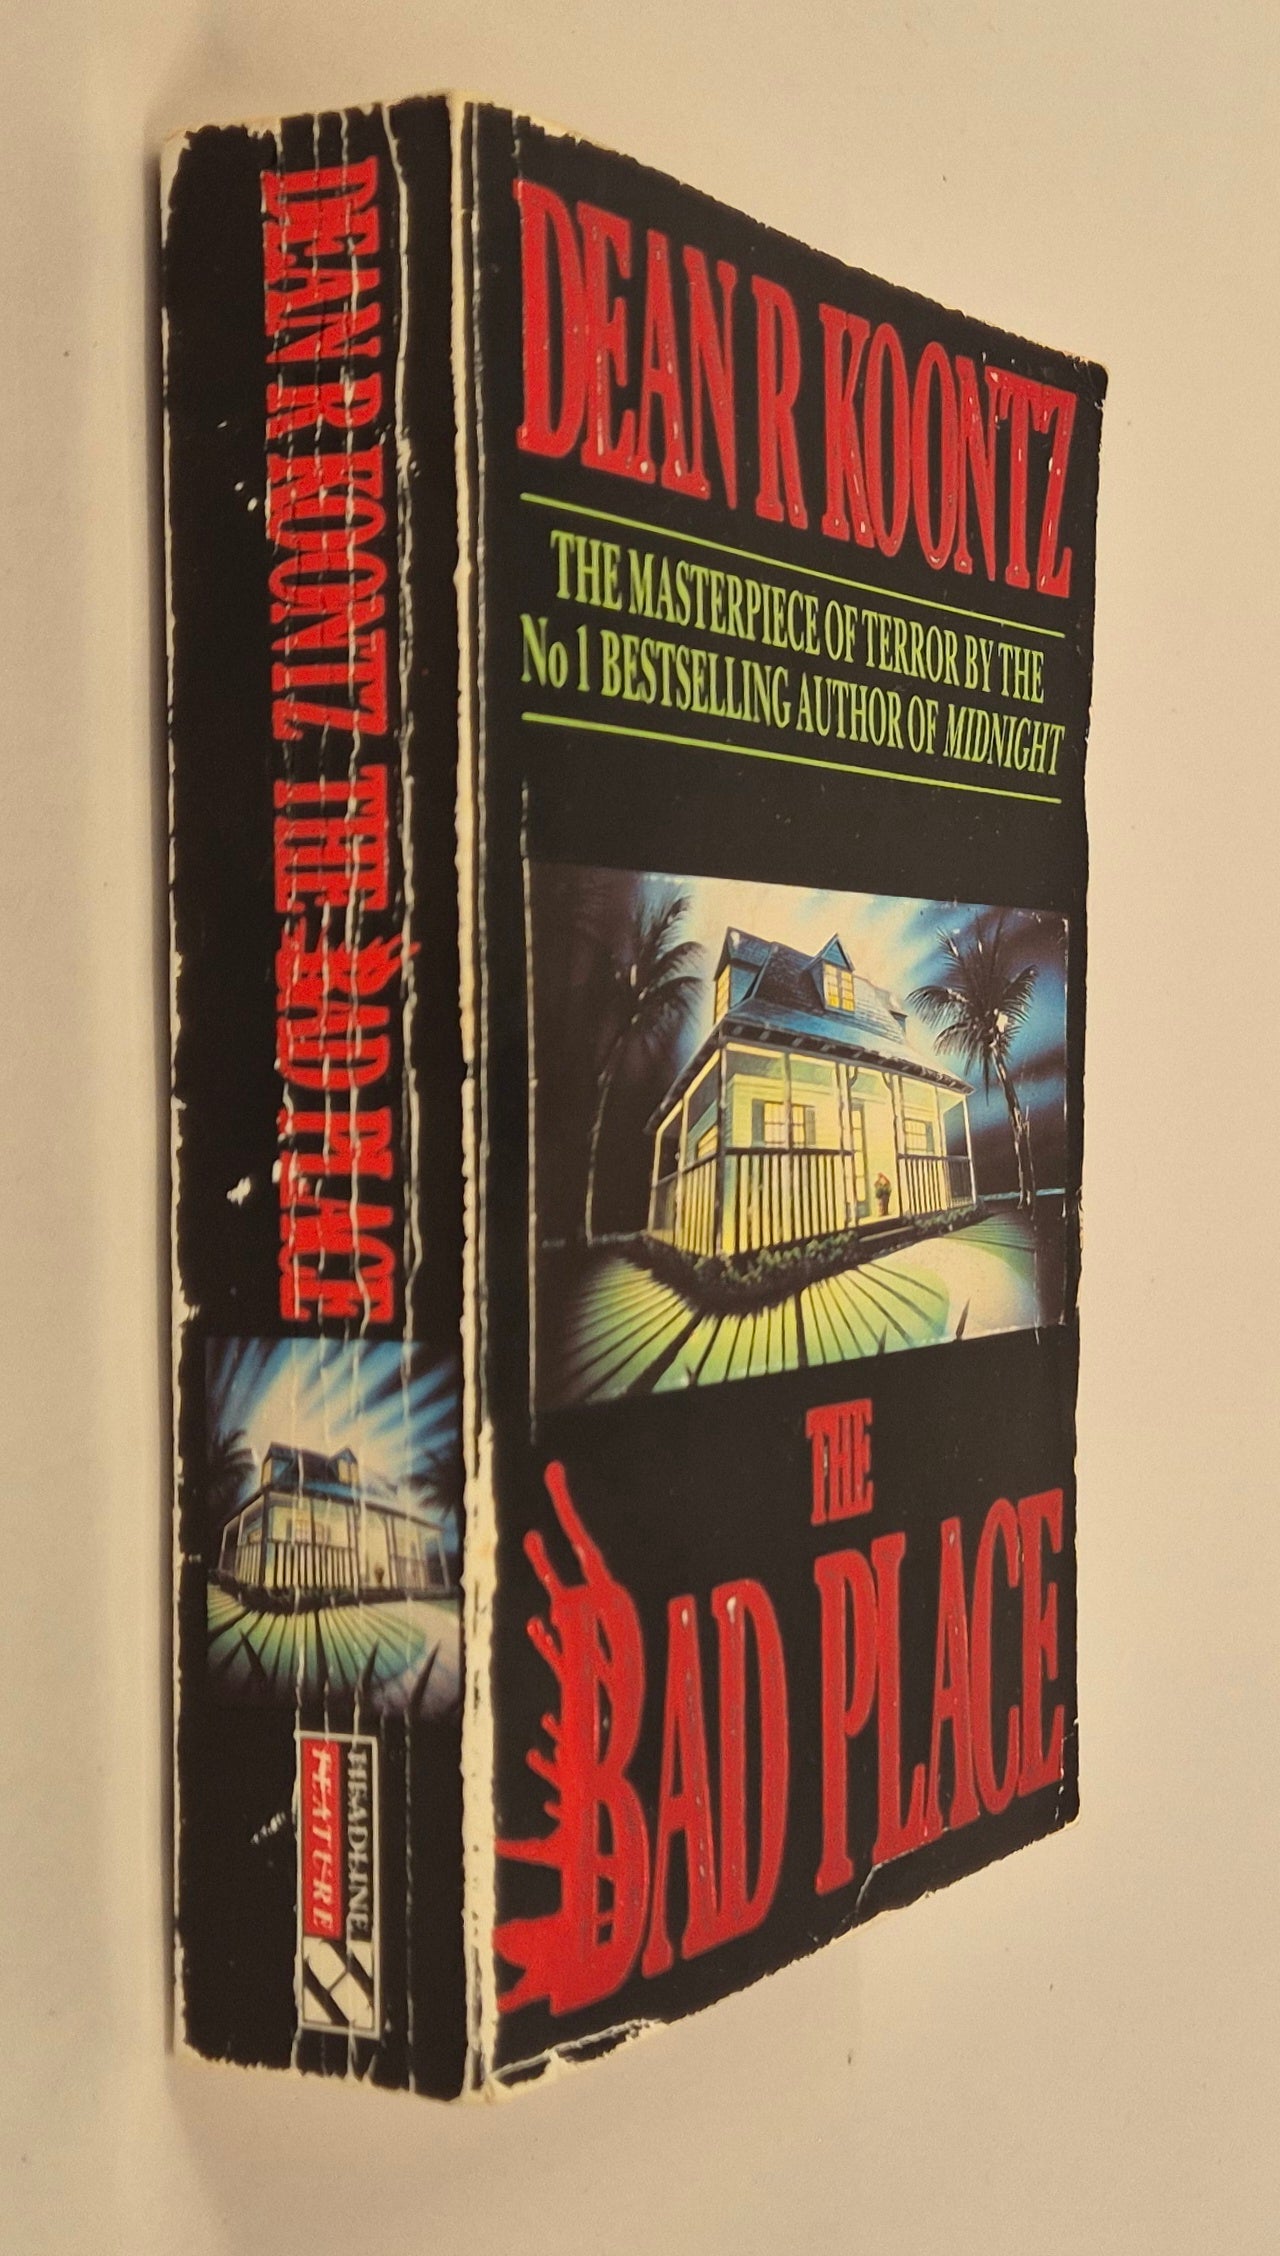 DEAN R KOONTZ THE BAD PLACE
HEADLINE
FEATURE
DEAN R KOONTZ
THE MASTERPIECE OF TERROR BY THE
No 1 BESTSELLING AUTHOR OF MIDNIGHT
THE
BAD PLACE